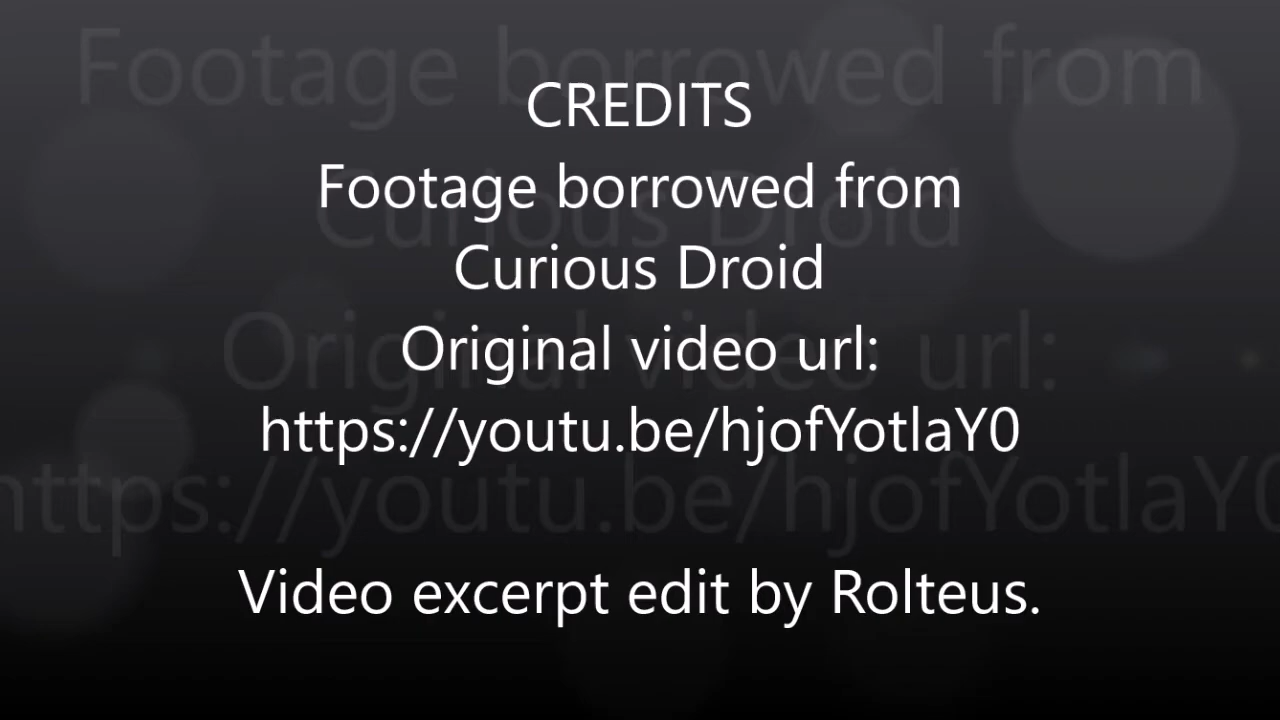 CREDITS
Footage borrowed from
Curious Droid
Original video url:
https://youtu.be/hjofYotlaY0
Video excerpt edit by Rolteus.